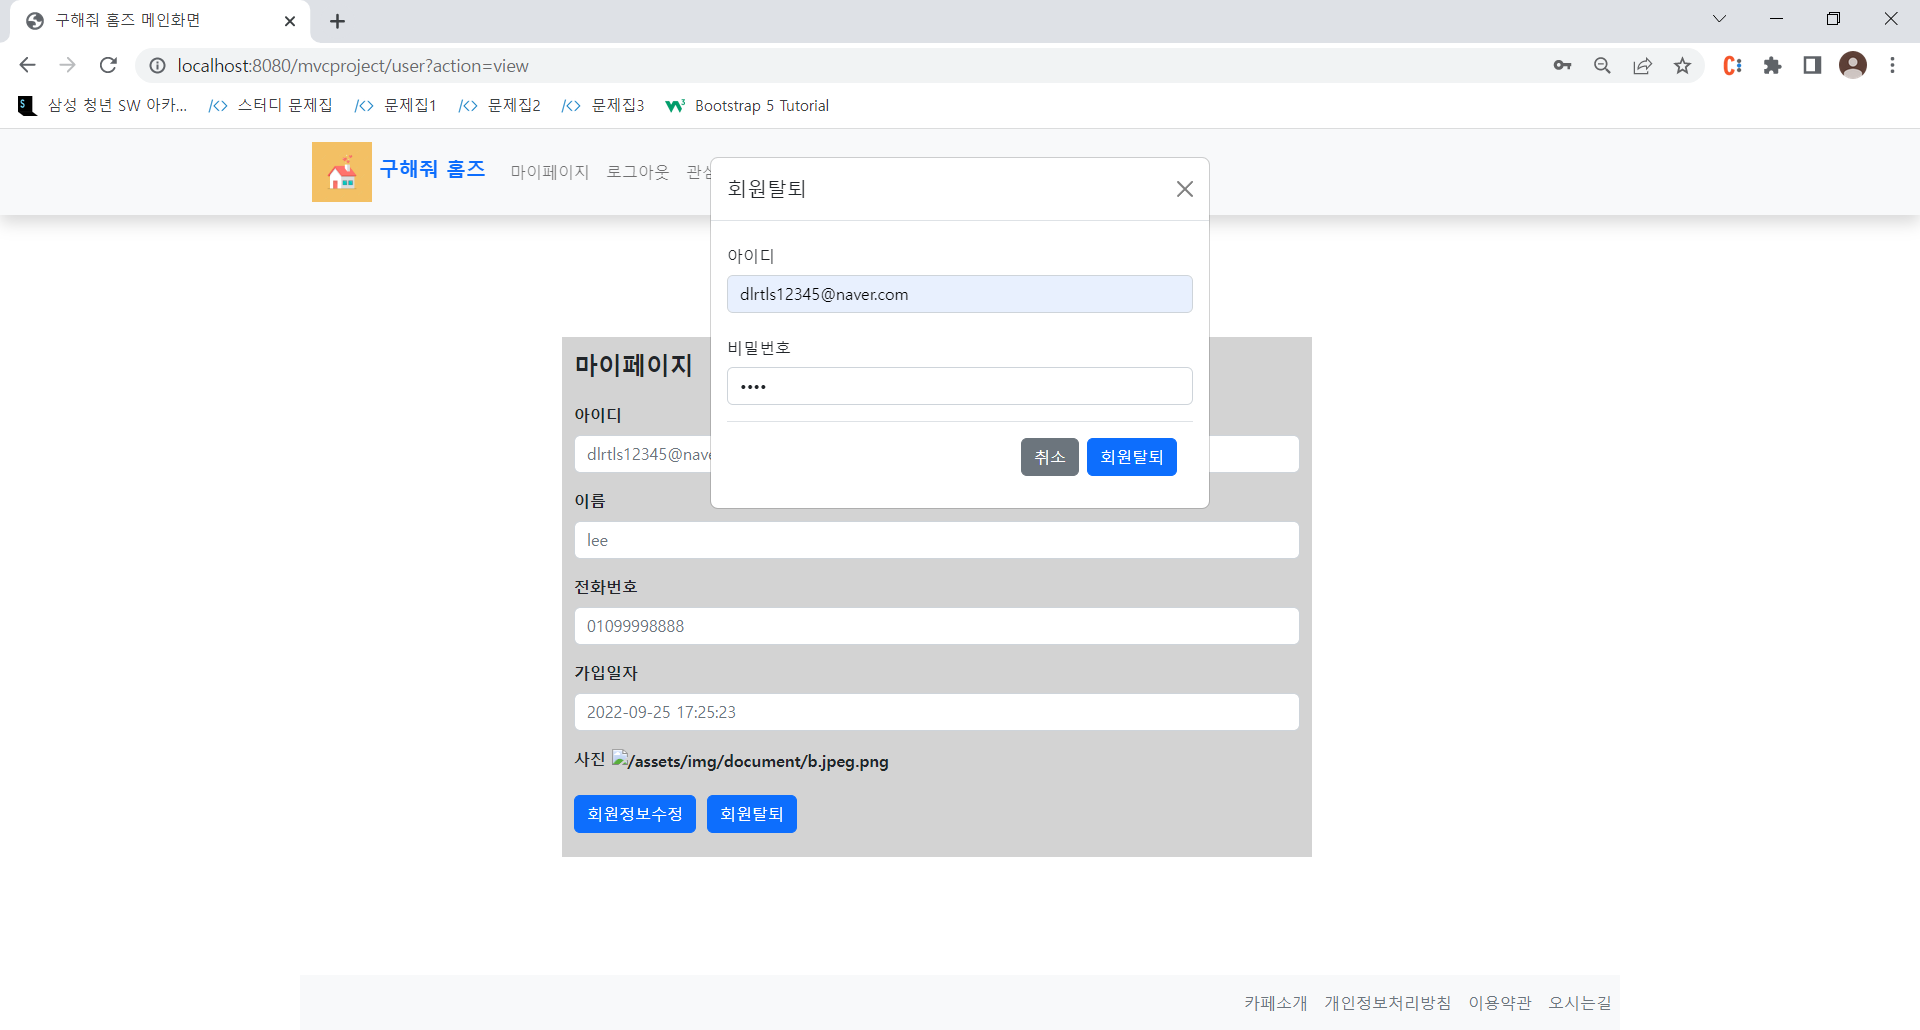 구해줘 홈즈 메인화면
localhost:8080/mvcproject/user?action=view
삼성 청년 SW 아카... 스터디 문제집 문제집1 문제집2 문제집3 Bootstrap 5 Tutorial
구해줘 홈즈 마이페이지 로그아웃
회원탈퇴
아이디
dlrtls12345@naver.com
비밀번호
••••
취소 회원탈퇴
마이페이지
아이디
dlrtls12345@nave
이름
lee
전화번호
01099998888
가입일자
2022-09-25 17:25:23
사진 /assets/img/document/b.jpeg.png
회원정보수정 회원탈퇴
카페소개 개인정보처리방침 이용약관 오시는길